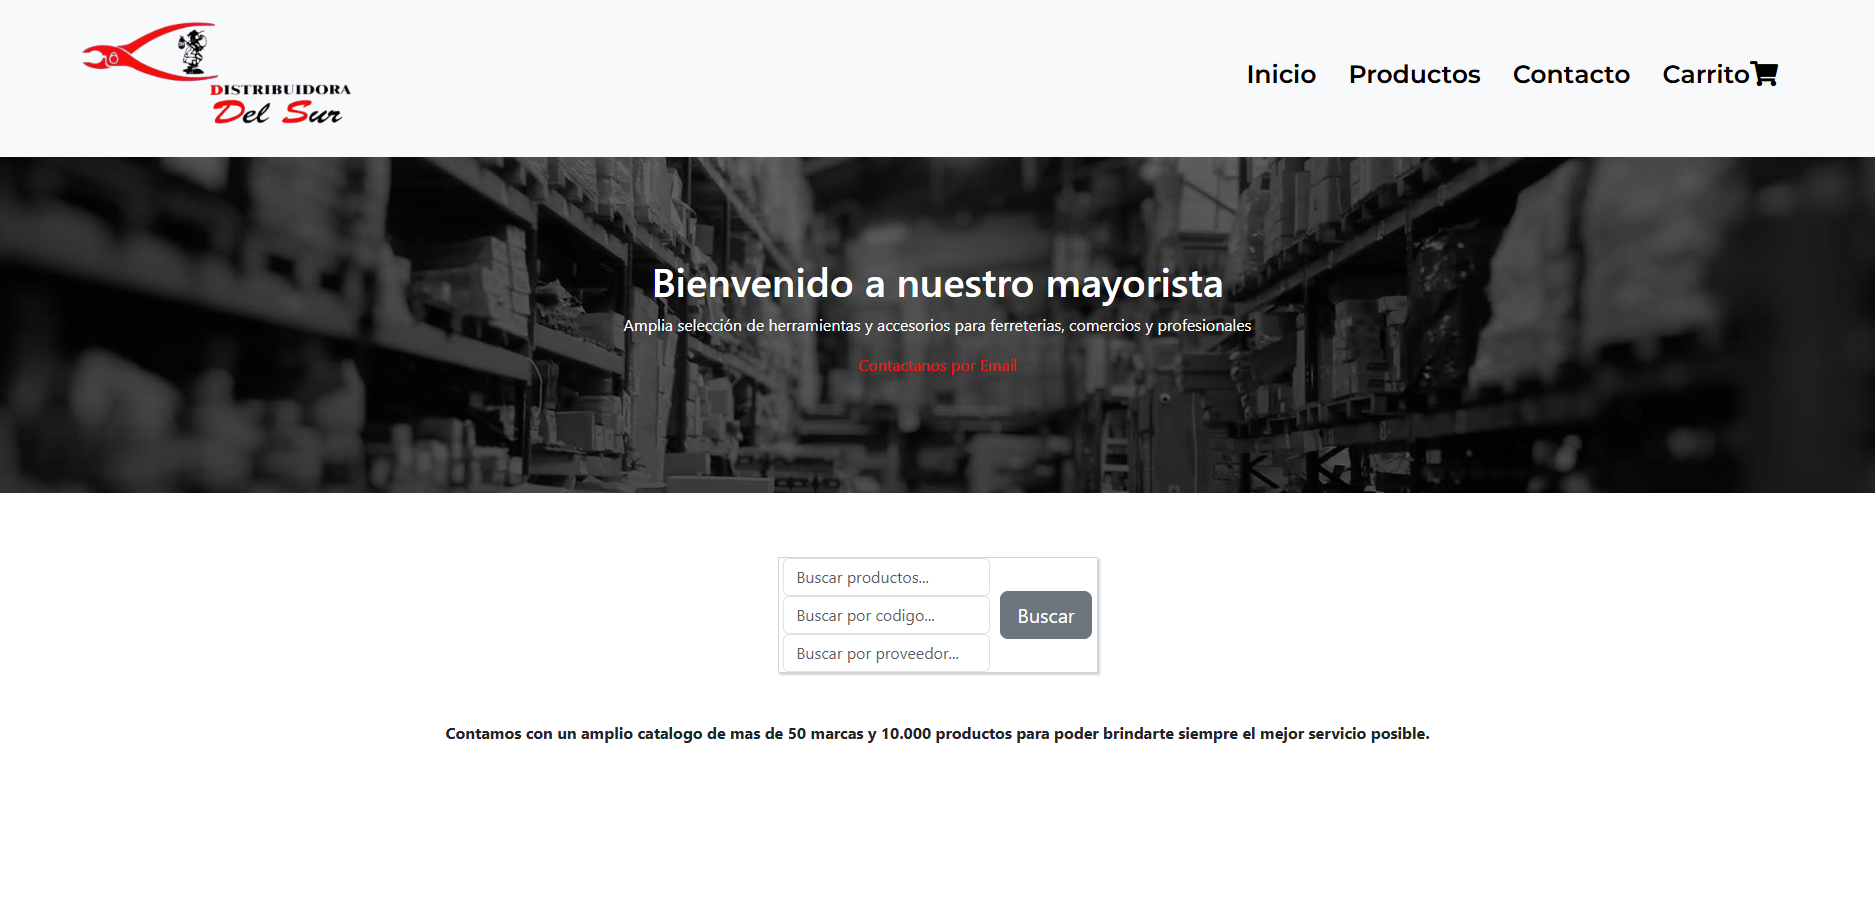 DISTRIBUIDORA
Del Sur
Inicio Productos Contacto Carrito
Bienvenido a nuestro mayorista
Amplia selección de herramientas y accesorios para ferreterias, comercios y profesionales
Contactanos por Email
Buscar productos...
Buscar por codigo...
Buscar
Buscar por proveedor...
Contamos con un amplio catalogo de mas de 50 marcas y 10.000 productos para poder brindarte siempre el mejor servicio posible.